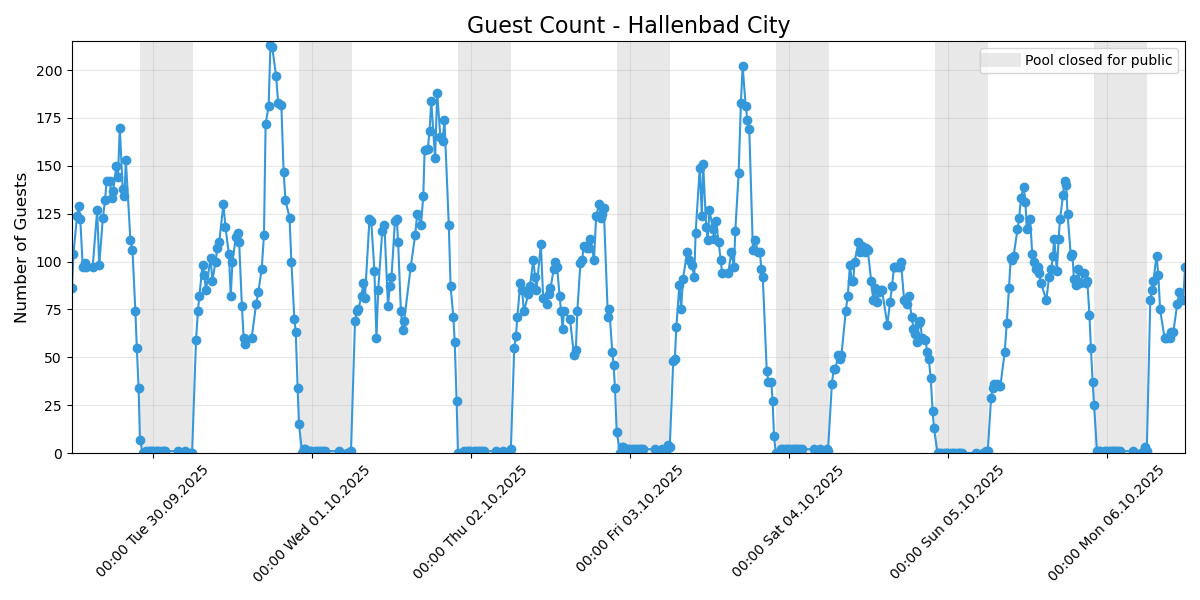 Guest Count - Hallenbad City
Pool closed for public
Number of Guests
200
175
150
125
100
75
50
25
0
00:00 Tue 30.09.2025
00:00 Wed 01.10.2025
00:00 Thu 02.10.2025
00:00 Fri 03.10.2025
00:00 Sat 04.10.2025
00:00 Sun 05.10.2025
00:00 Mon 06.10.2025